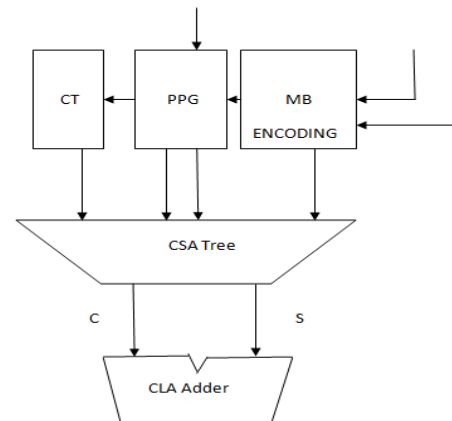 CT
PPG
MB
ENCODING
CSA Tree
C
S
CLA Adder